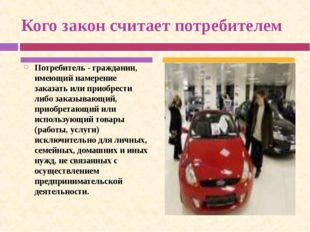 Кого закон считает потребителем
Потребитель - гражданин,
имеющий намерение
заказать или приобрести
либо заказывающий,
приобретающий или
использующий товары
(работы, услуги)
исключительно для личных,
семейных, домашних и иных
нужд, не связанных с
осуществлением
предпринимательской
деятельности.